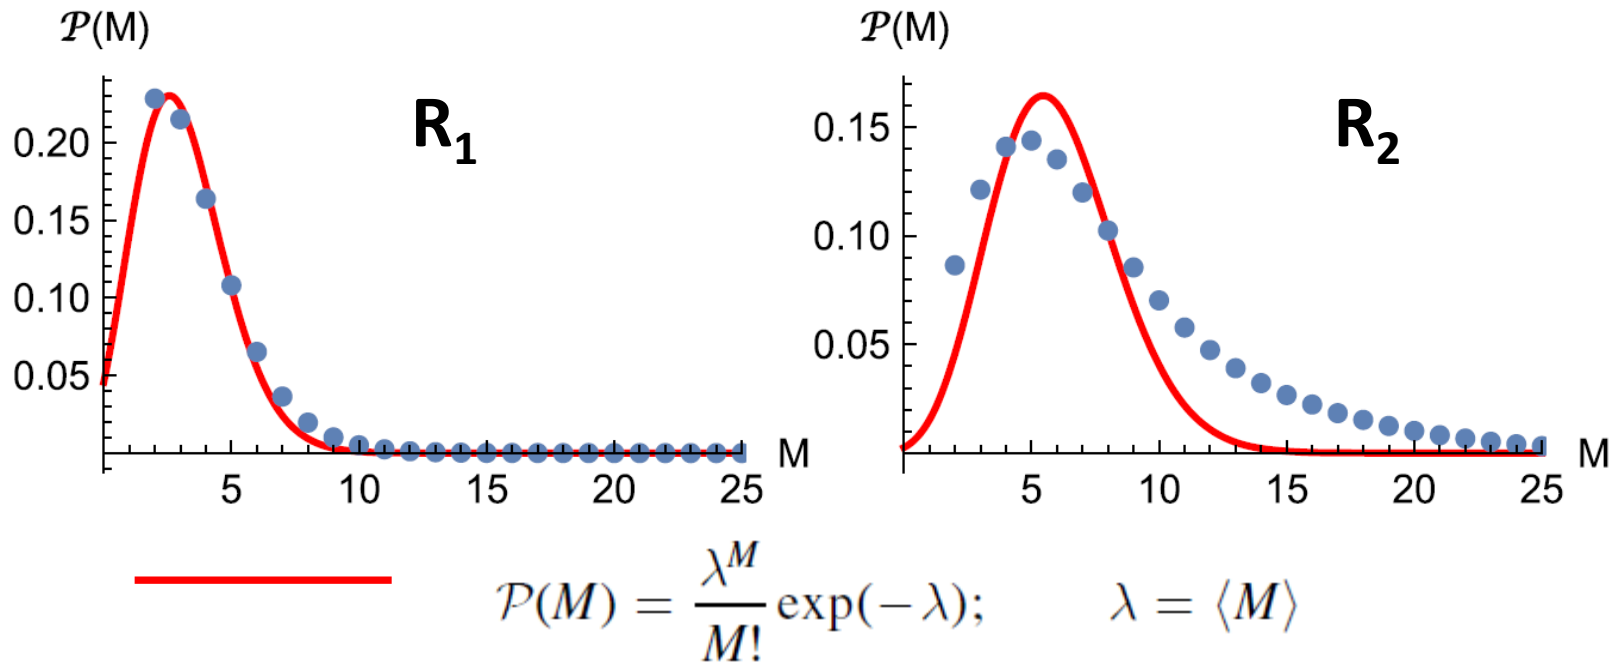 𝒫(M) 𝒫(M)
R₁ R₂
0.20 0.15
0.15
0.10 0.10
0.05 0.05
M M
5 10 15 20 25 5 10 15 20 25
𝒫(M) = λ^M / M! exp(−λ); λ = ⟨M⟩